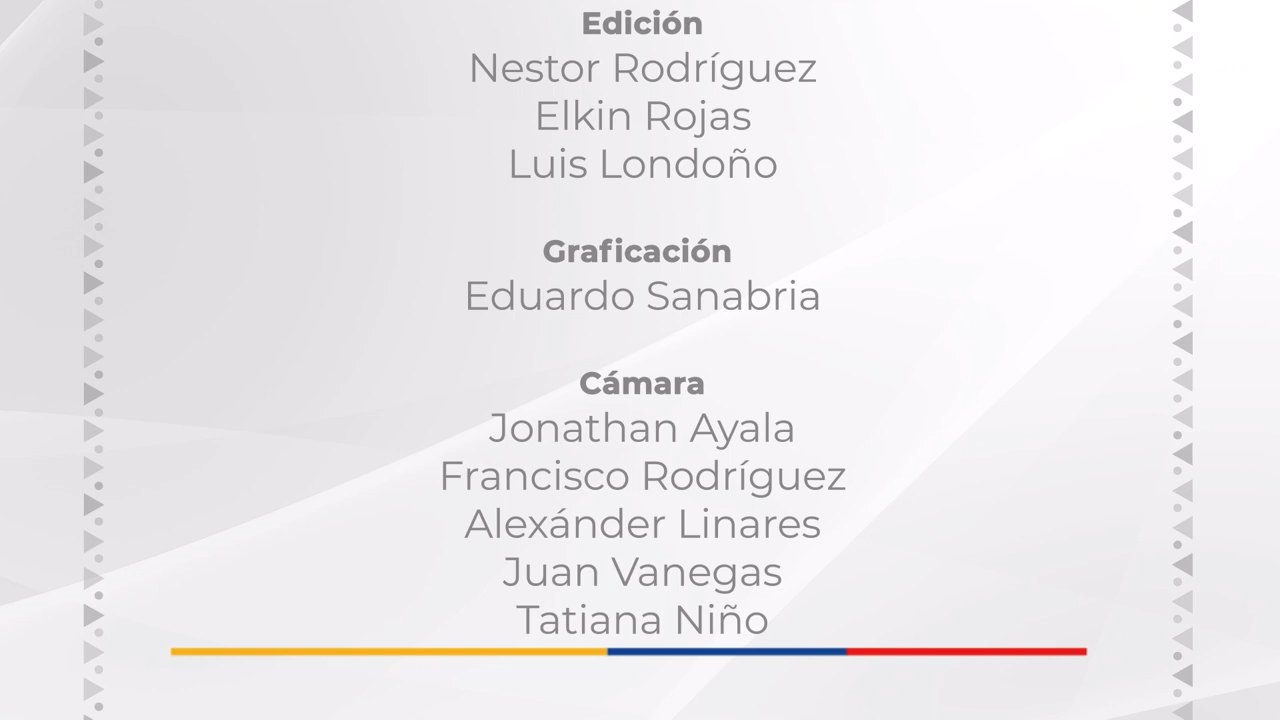 Edición
Nestor Rodríguez
Elkin Rojas
Luis Londoño
Graficación
Eduardo Sanabria
Cámara
Jonathan Ayala
Francisco Rodríguez
Alexánder Linares
Juan Vanegas
Tatiana Niño